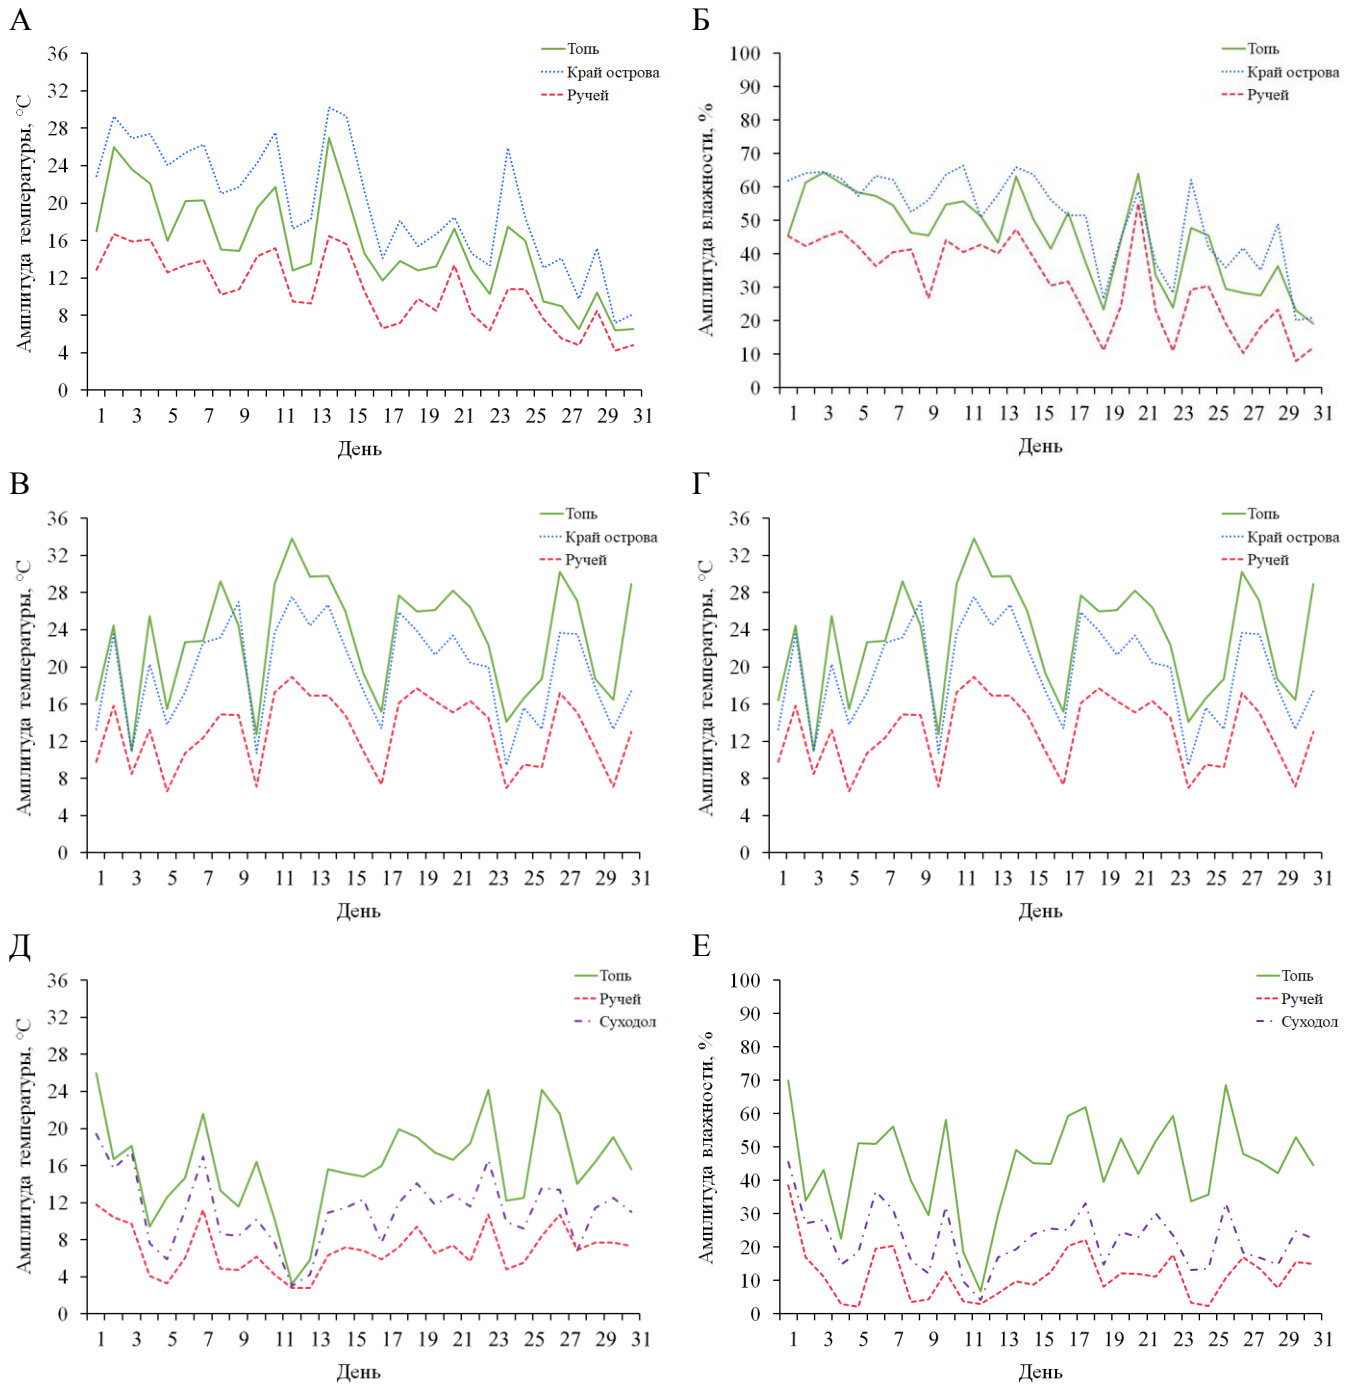 А
Амплитуда температуры, °С
36
32
28
24
20
16
12
8
4
0
Топь
Край острова
Ручей
1 3 5 7 9 11 13 15 17 19 21 23 25 27 29 31
День
Б
Амплитуда влажности, %
100
90
80
70
60
50
40
30
20
10
0
Топь
Край острова
Ручей
1 3 5 7 9 11 13 15 17 19 21 23 25 27 29 31
День
В
Амплитуда температуры, °С
36
32
28
24
20
16
12
8
4
0
Топь
Край острова
Ручей
1 3 5 7 9 11 13 15 17 19 21 23 25 27 29 31
День
Г
Амплитуда температуры, °С
36
32
28
24
20
16
12
8
4
0
Топь
Край острова
Ручей
1 3 5 7 9 11 13 15 17 19 21 23 25 27 29 31
День
Д
Амплитуда температуры, °С
36
32
28
24
20
16
12
8
4
0
Топь
Ручей
Суходол
1 3 5 7 9 11 13 15 17 19 21 23 25 27 29 31
День
Е
Амплитуда влажности, %
100
90
80
70
60
50
40
30
20
10
0
Топь
Ручей
Суходол
1 3 5 7 9 11 13 15 17 19 21 23 25 27 29 31
День